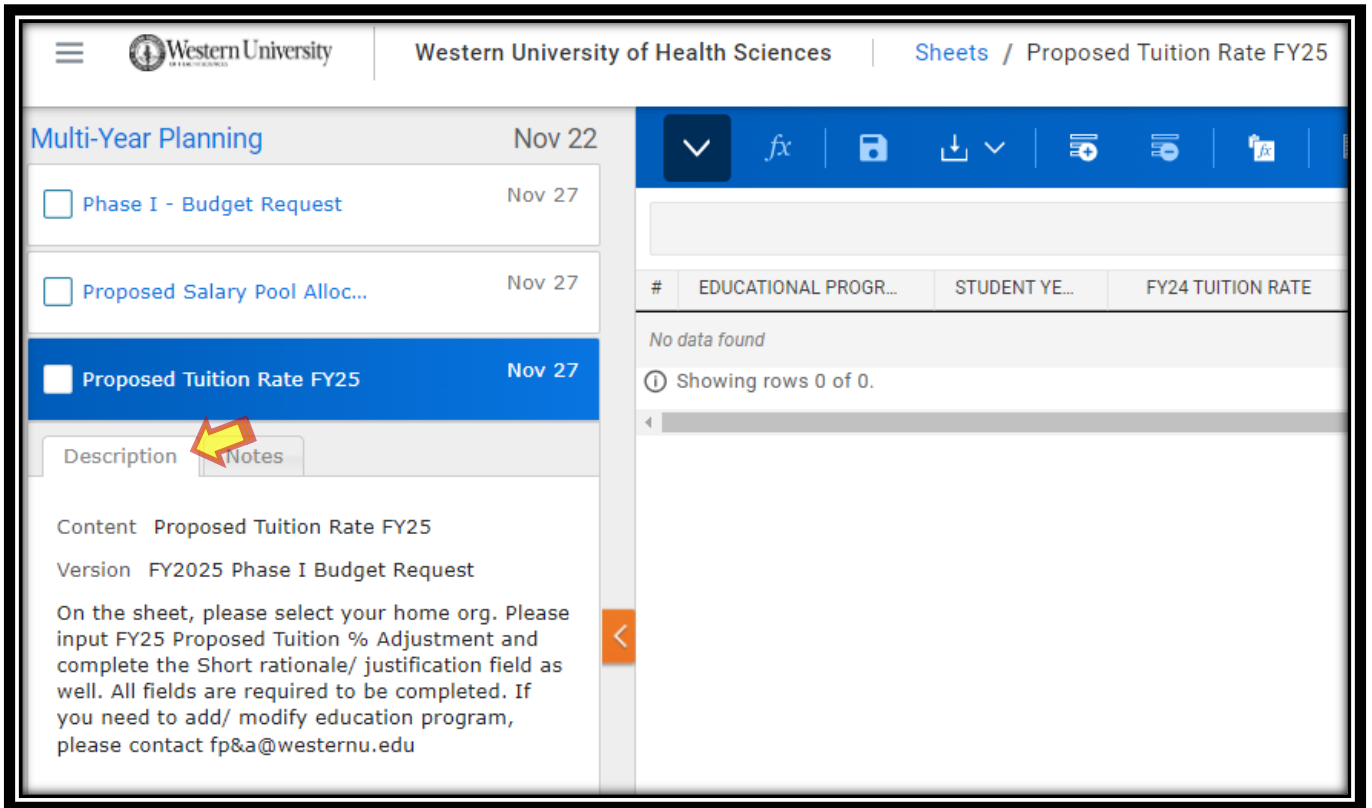 Western University
OF HEALTH SCIENCES
Western University of Health Sciences
Sheets / Proposed Tuition Rate FY25
Multi-Year Planning Nov 22
Phase I - Budget Request Nov 27
Proposed Salary Pool Alloc... Nov 27
Proposed Tuition Rate FY25 Nov 27
Description Notes
Content Proposed Tuition Rate FY25
Version FY2025 Phase I Budget Request
On the sheet, please select your home org. Please
input FY25 Proposed Tuition % Adjustment and
complete the Short rationale/ justification field as
well. All fields are required to be completed. If
you need to add/ modify education program,
please contact fp&a@westernu.edu
fx
fx
# EDUCATIONAL PROGR... STUDENT YE... FY24 TUITION RATE
No data found
Showing rows 0 of 0.